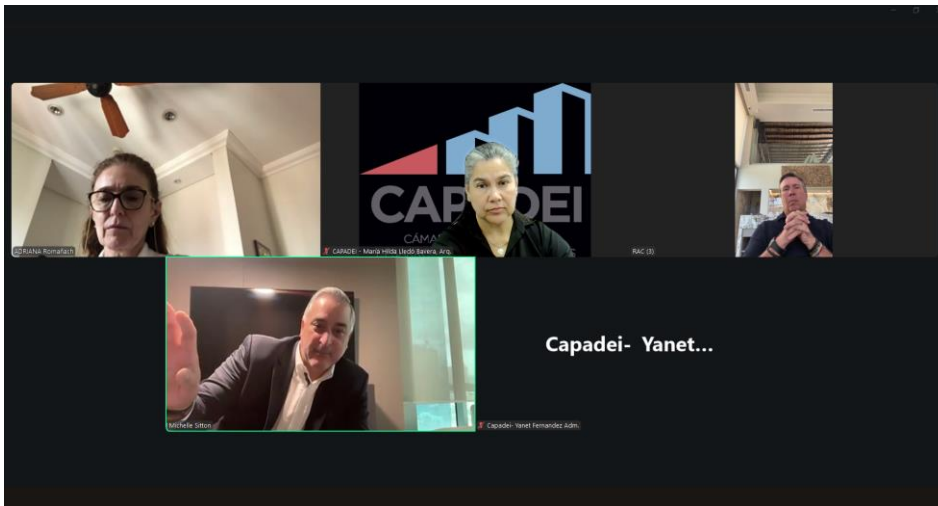 CAPADEI
CÁMA
ADRIANA Romañach
CAPADEI - María Hilda Lledó Bavera, Arq.
RAC (3)
Michelle Sitton
Capadei- Yanet...
Capadei- Yanet Fernandez Adm.